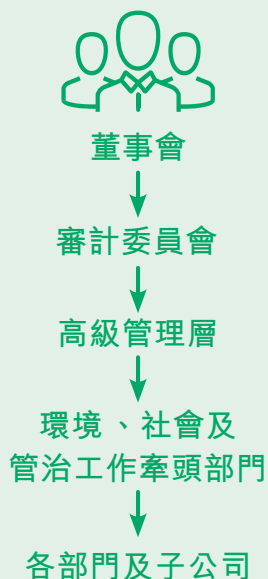 董事會
審計委員會
高級管理層
環境、社會及
管治工作牽頭部門
各部門及子公司